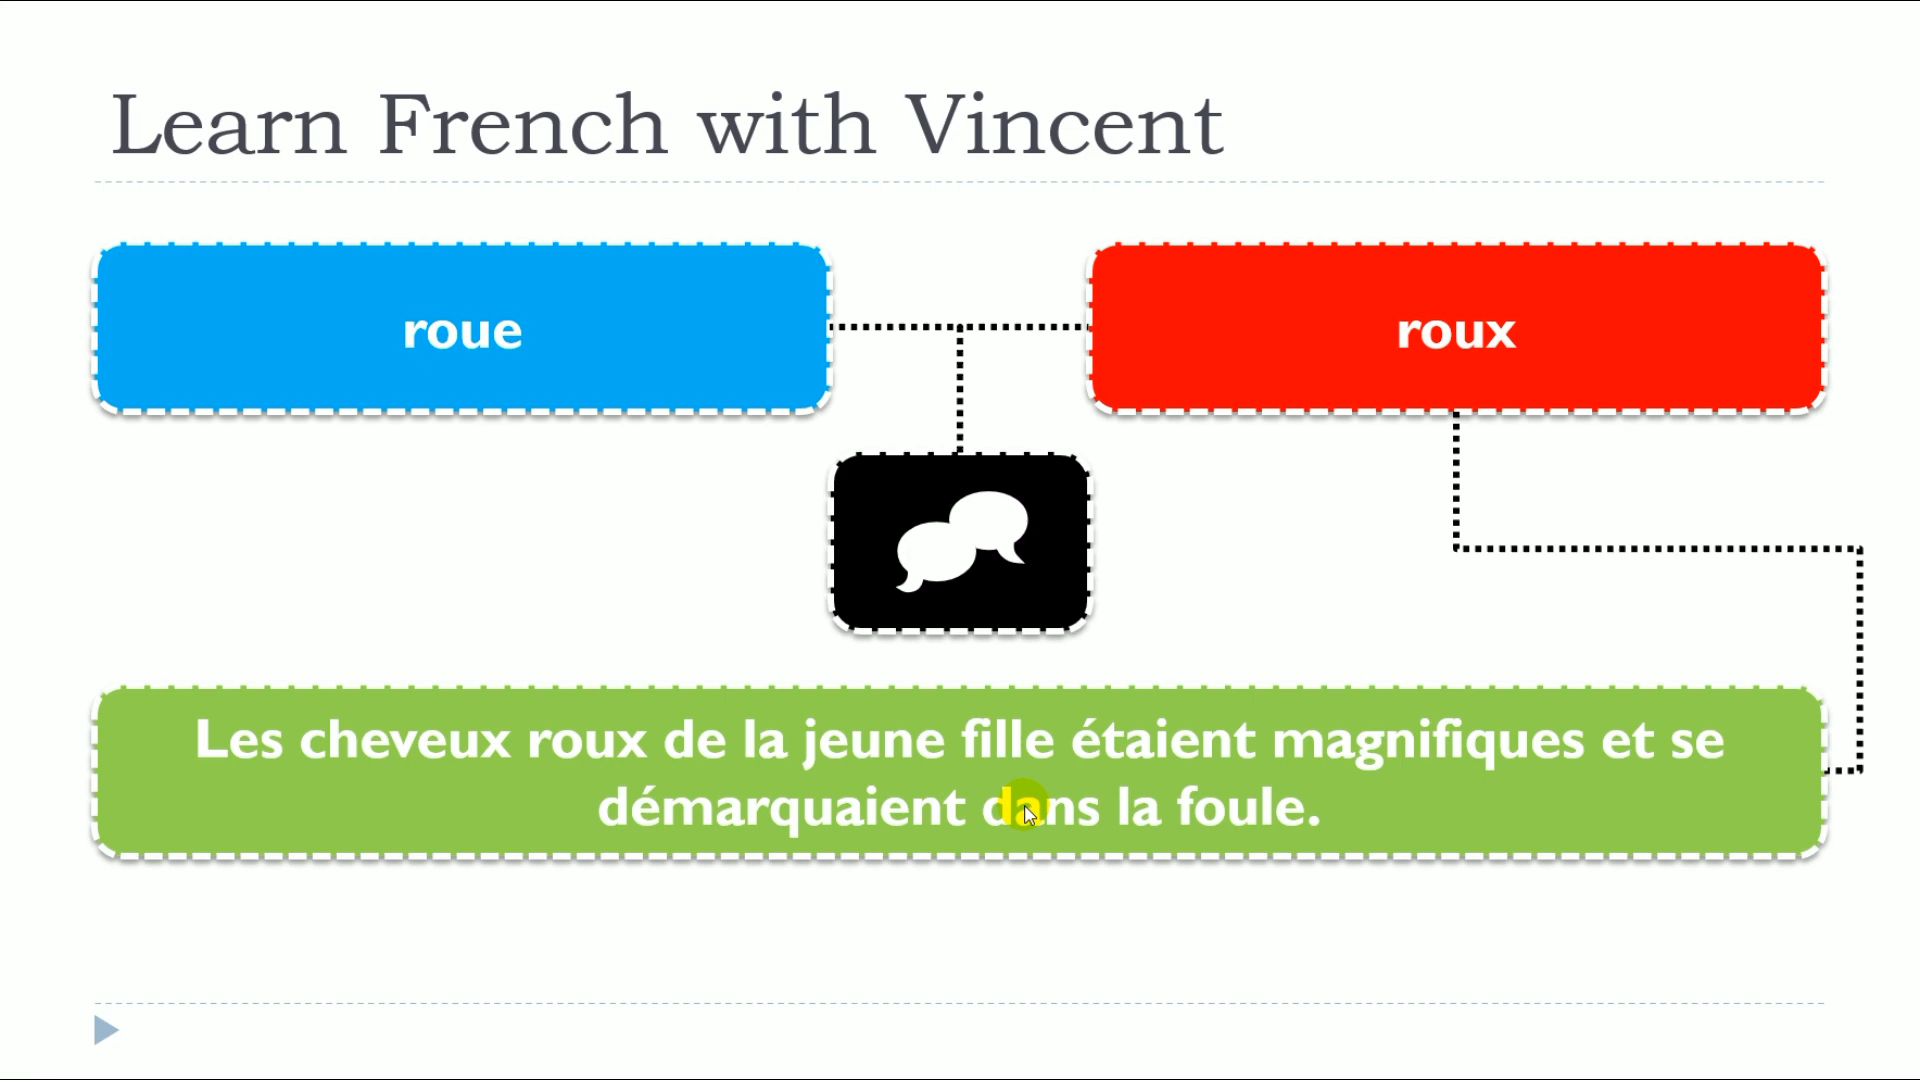 Learn French with Vincent
roue
roux
Les cheveux roux de la jeune fille étaient magnifiques et se
démarquaient dans la foule.